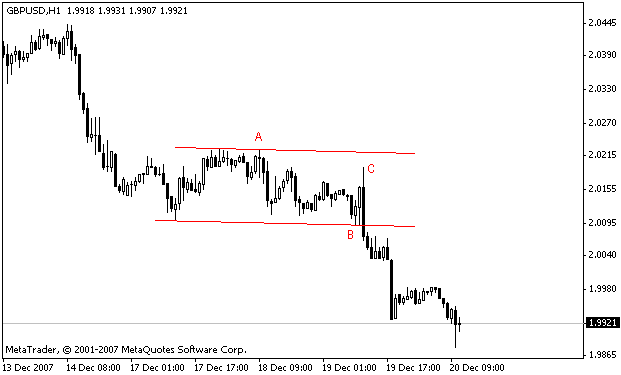 GBPUSD,H1 1.9918 1.9931 1.9907 1.9921
2.0445
2.0390
2.0330
2.0270
2.0215
2.0155
2.0095
2.0040
1.9980
1.9921
1.9865
A
C
B
MetaTrader, © 2001-2007 MetaQuotes Software Corp.
13 Dec 2007 14 Dec 08:00 17 Dec 01:00 17 Dec 17:00 18 Dec 09:00 19 Dec 01:00 19 Dec 17:00 20 Dec 09:00